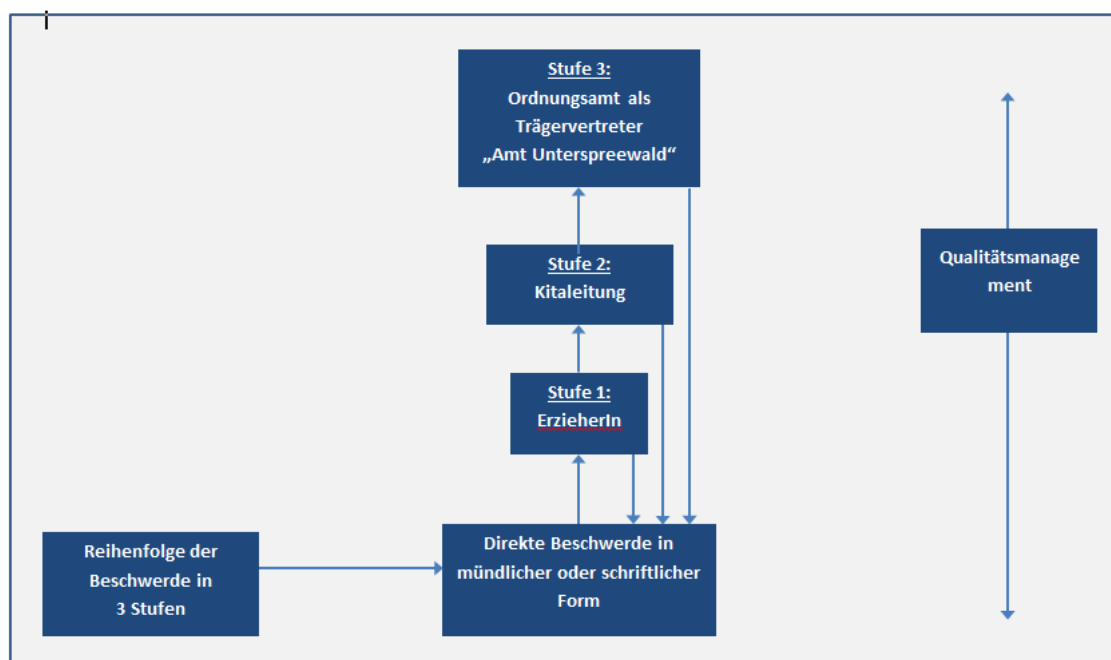 Stufe 3:
Ordnungsamt als
Trägervertreter
„Amt Unterspreewald“
Stufe 2:
Kitaleitung
Qualitätsmanage
ment
Stufe 1:
ErzieherIn
Reihenfolge der
Beschwerde in
3 Stufen
Direkte Beschwerde in
mündlicher oder schriftlicher
Form